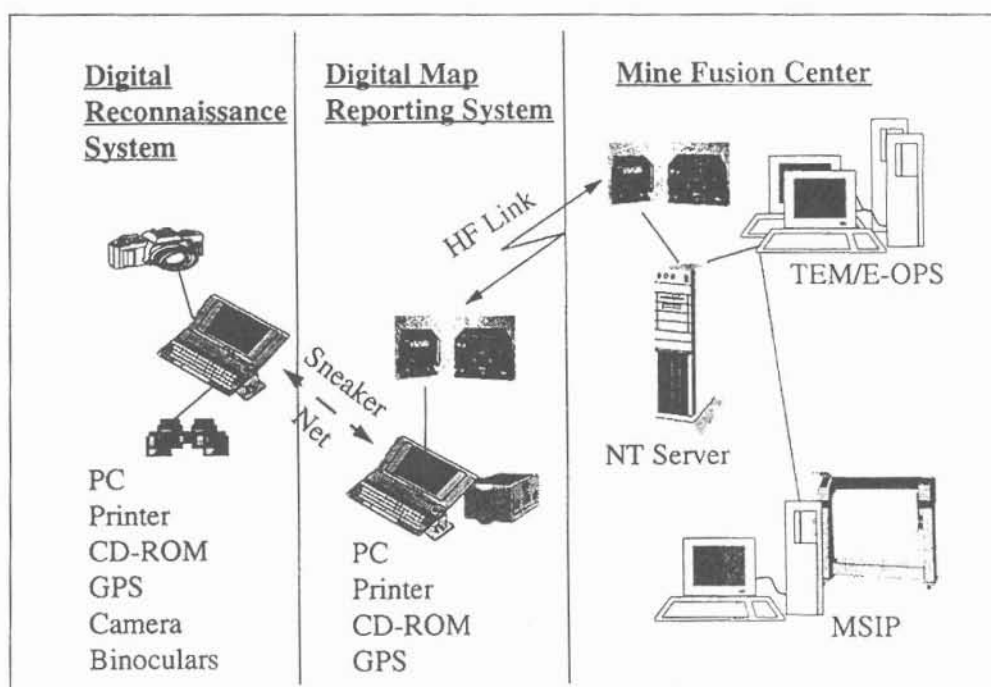 Digital
Reconnaissance
System
PC
Printer
CD-ROM
GPS
Camera
Binoculars
Sneaker
Net
Digital Map
Reporting System
HF Link
PC
Printer
CD-ROM
GPS
Mine Fusion Center
TEM/E-OPS
NT Server
MSIP